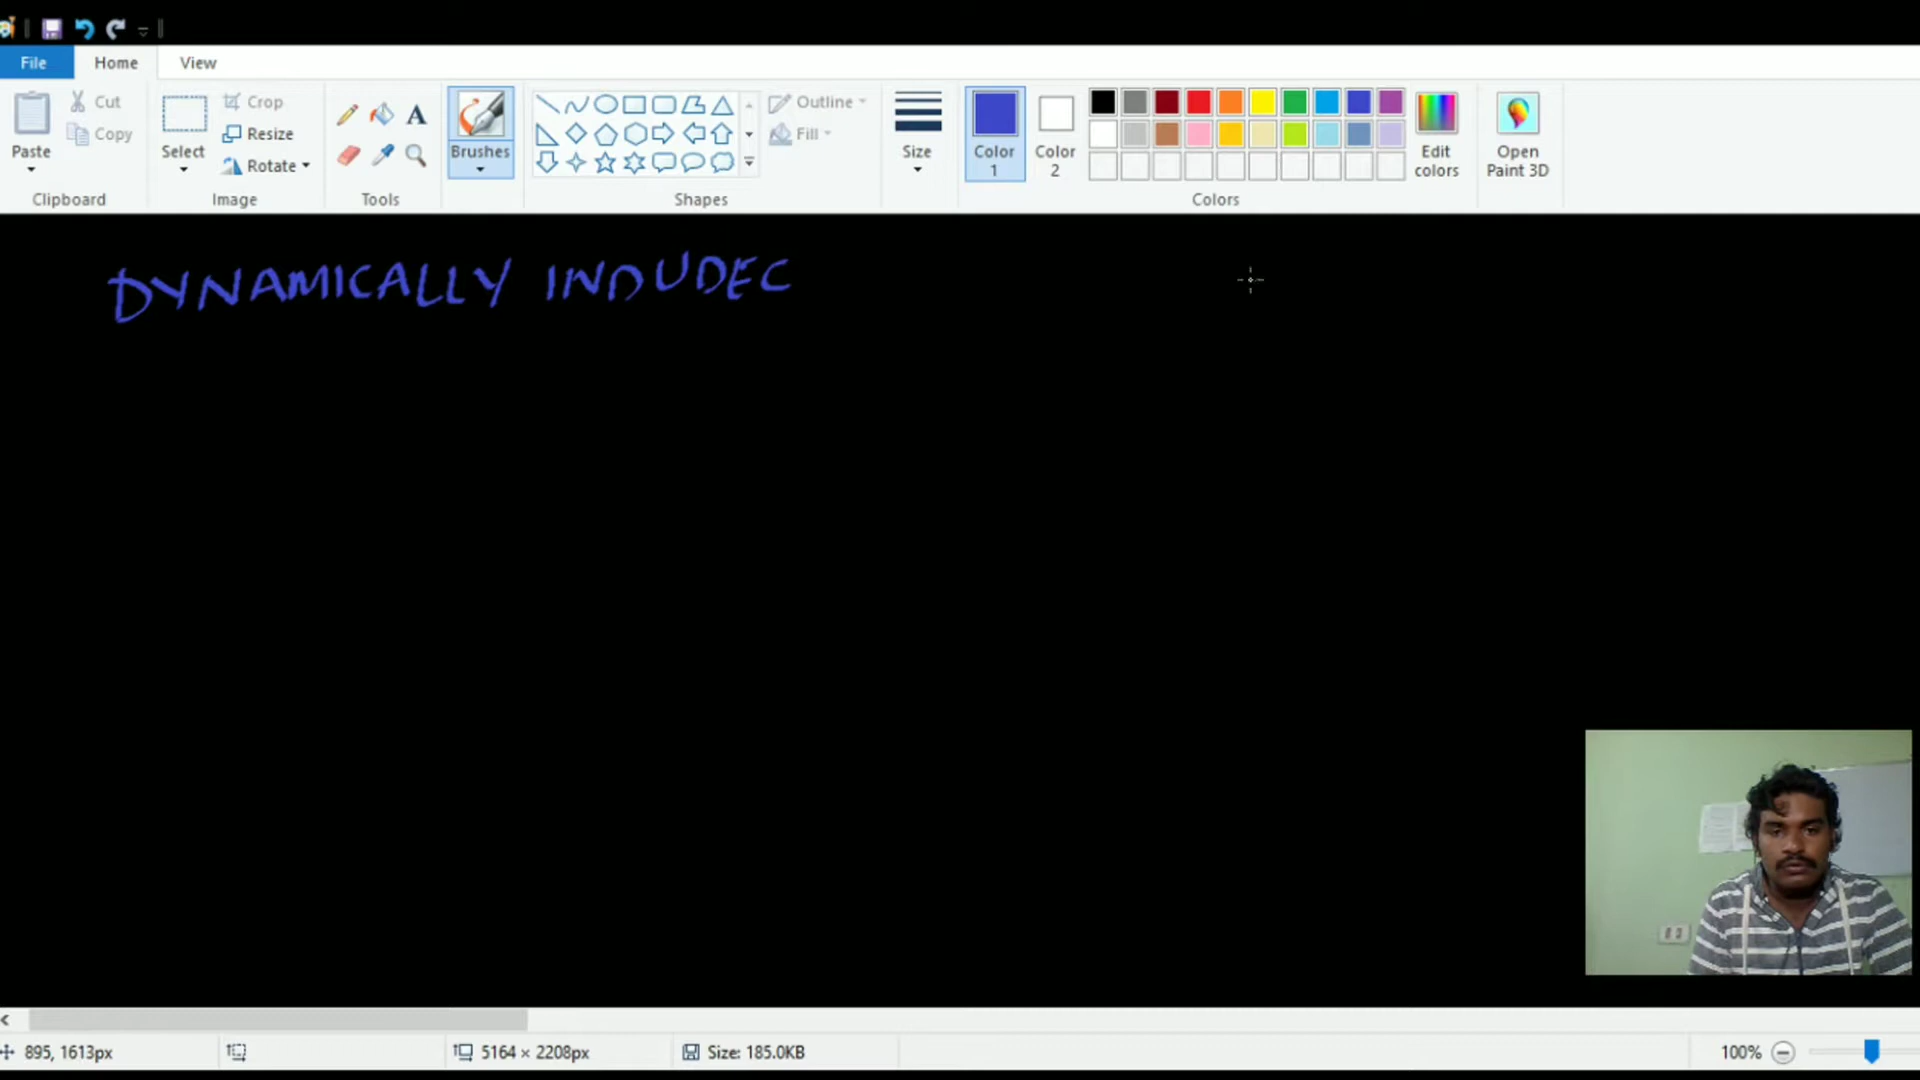 File Home View
Paste Cut Copy Clipboard
Select Crop Resize Rotate Image
Tools
Brushes
Outline Fill Shapes
Size
Color 1
Color 2
Edit colors
Colors
Open Paint 3D
DYNAMICALLY INDUDEC
895, 1613px 5164 × 2208px Size: 185.0KB 100%